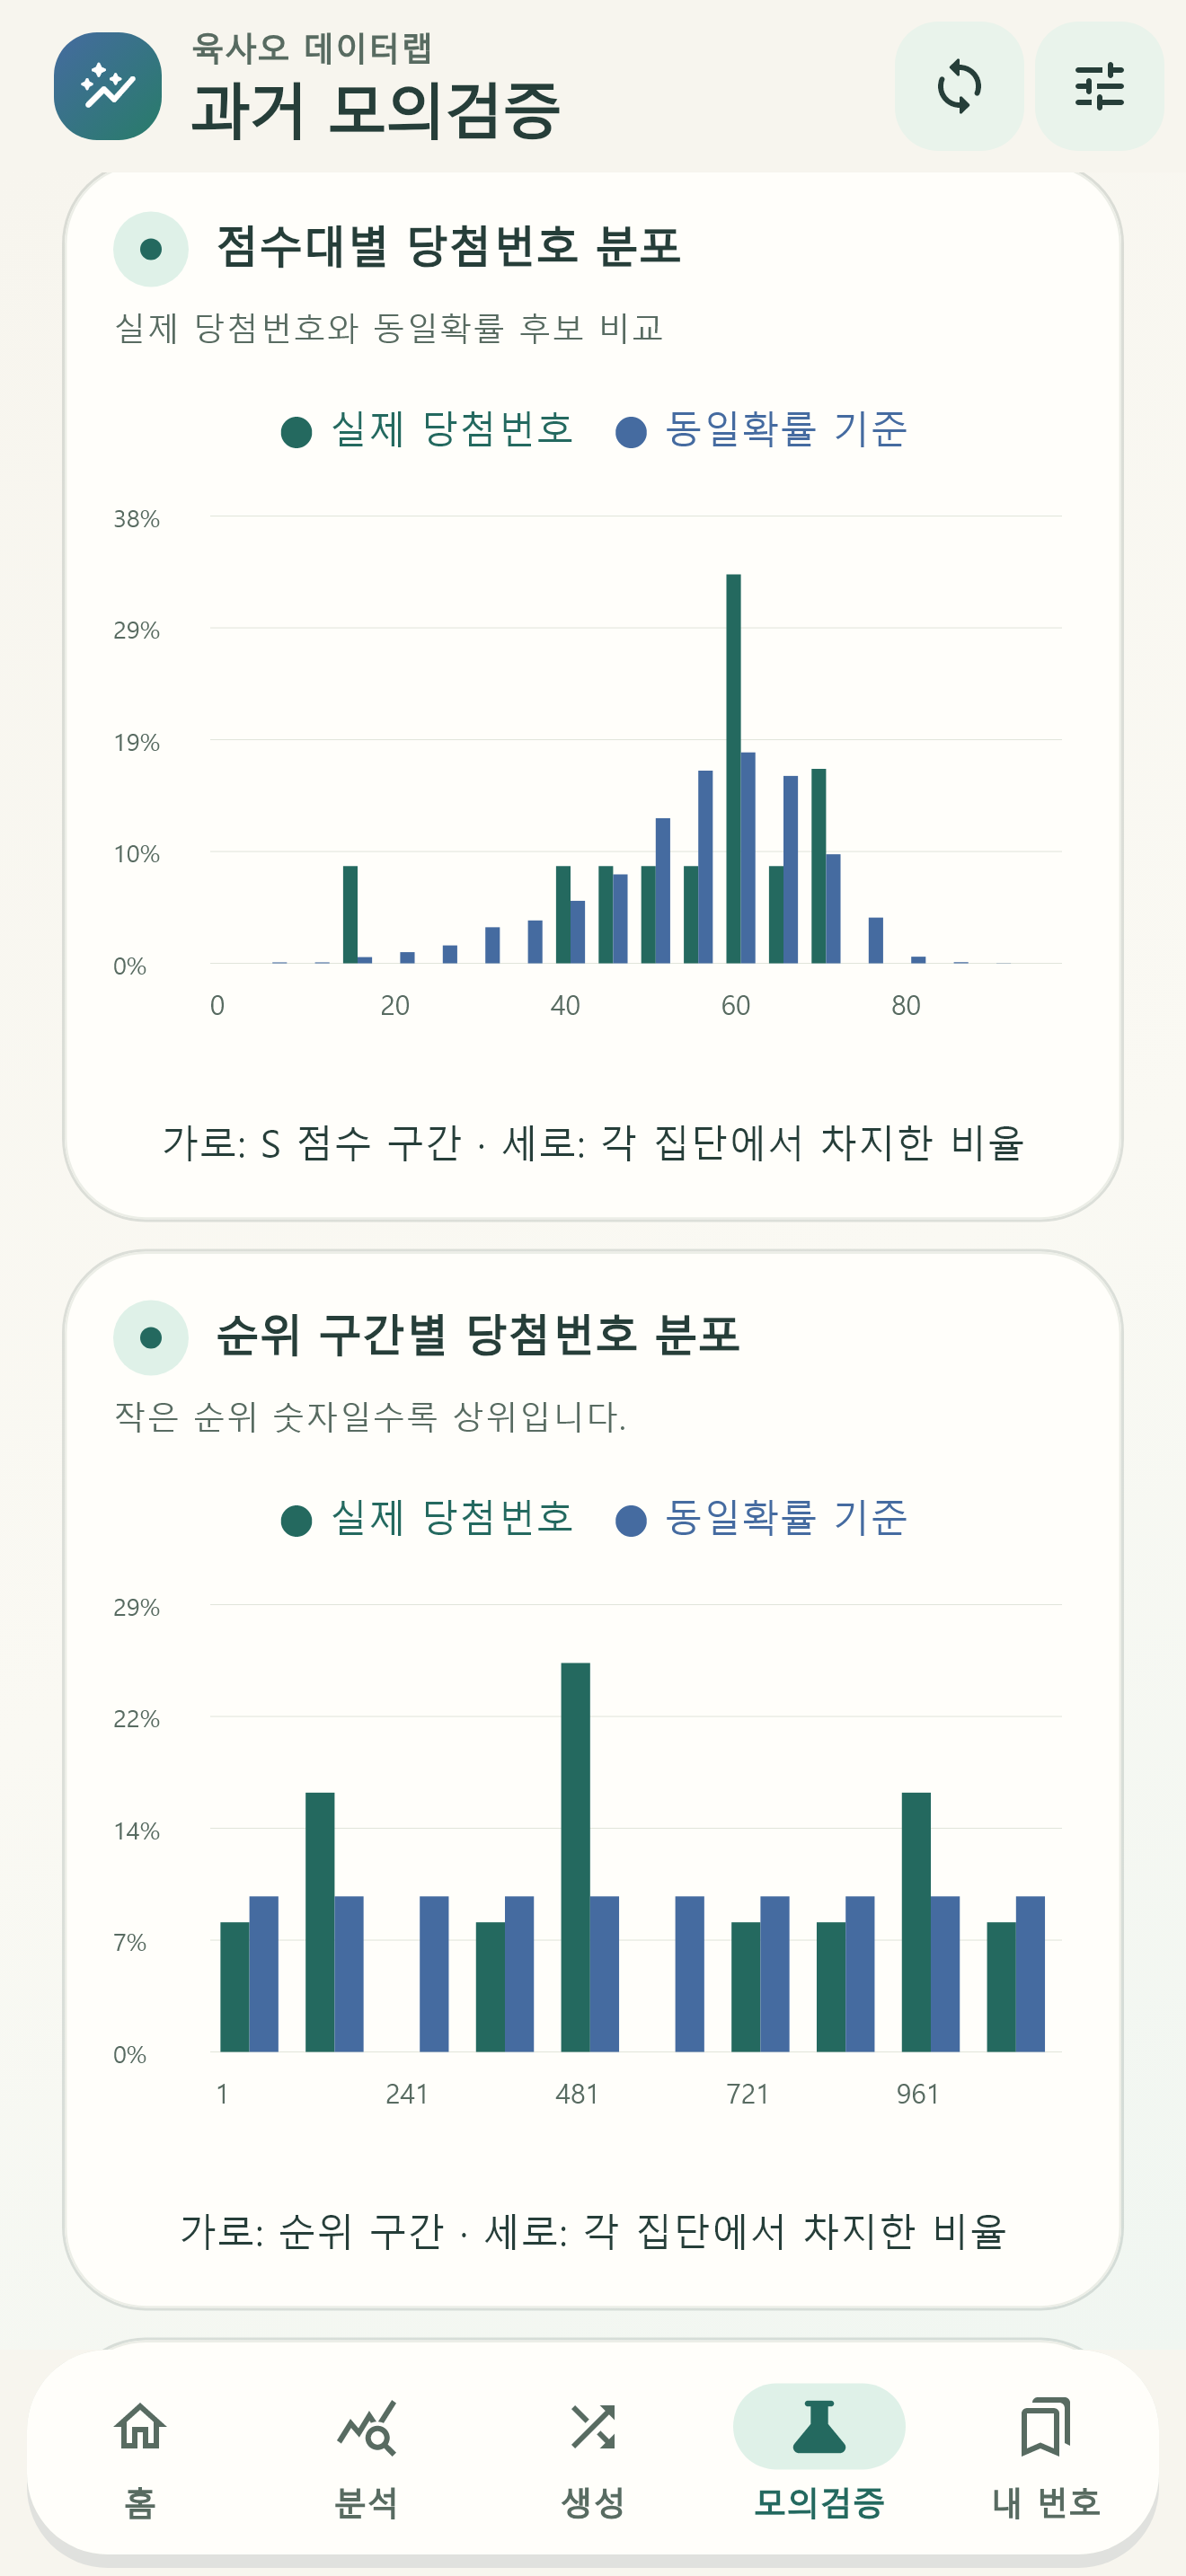 육사오 데이터랩
과거 모의검증
점수대별 당첨번호 분포
실제 당첨번호와 동일확률 후보 비교
실제 당첨번호 동일확률 기준
38%
29%
19%
10%
0%
0 20 40 60 80
가로: S 점수 구간 · 세로: 각 집단에서 차지한 비율
순위 구간별 당첨번호 분포
작은 순위 숫자일수록 상위입니다.
실제 당첨번호 동일확률 기준
29%
22%
14%
7%
0%
1 241 481 721 961
가로: 순위 구간 · 세로: 각 집단에서 차지한 비율
홈 분석 생성 모의검증 내 번호